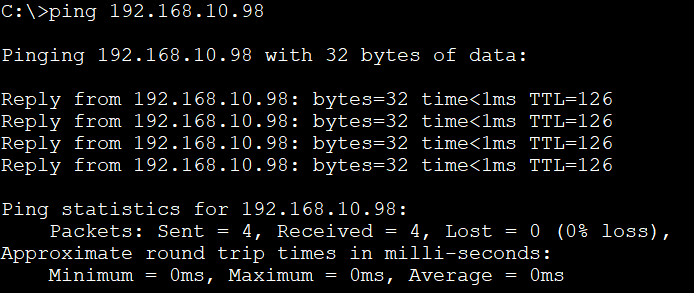 C:\>ping 192.168.10.98
Pinging 192.168.10.98 with 32 bytes of data:
Reply from 192.168.10.98: bytes=32 time<1ms TTL=126
Reply from 192.168.10.98: bytes=32 time<1ms TTL=126
Reply from 192.168.10.98: bytes=32 time<1ms TTL=126
Reply from 192.168.10.98: bytes=32 time<1ms TTL=126
Ping statistics for 192.168.10.98:
    Packets: Sent = 4, Received = 4, Lost = 0 (0% loss),
Approximate round trip times in milli-seconds:
    Minimum = 0ms, Maximum = 0ms, Average = 0ms